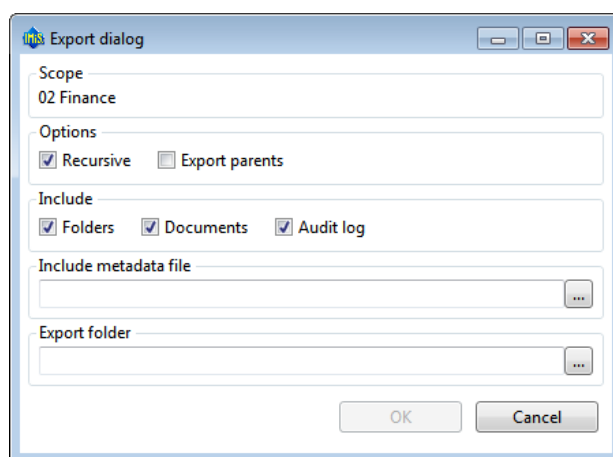 IMiS Export dialog
Scope
02 Finance
Options
Recursive Export parents
Include
Folders Documents Audit log
Include metadata file
...
Export folder
...
OK Cancel